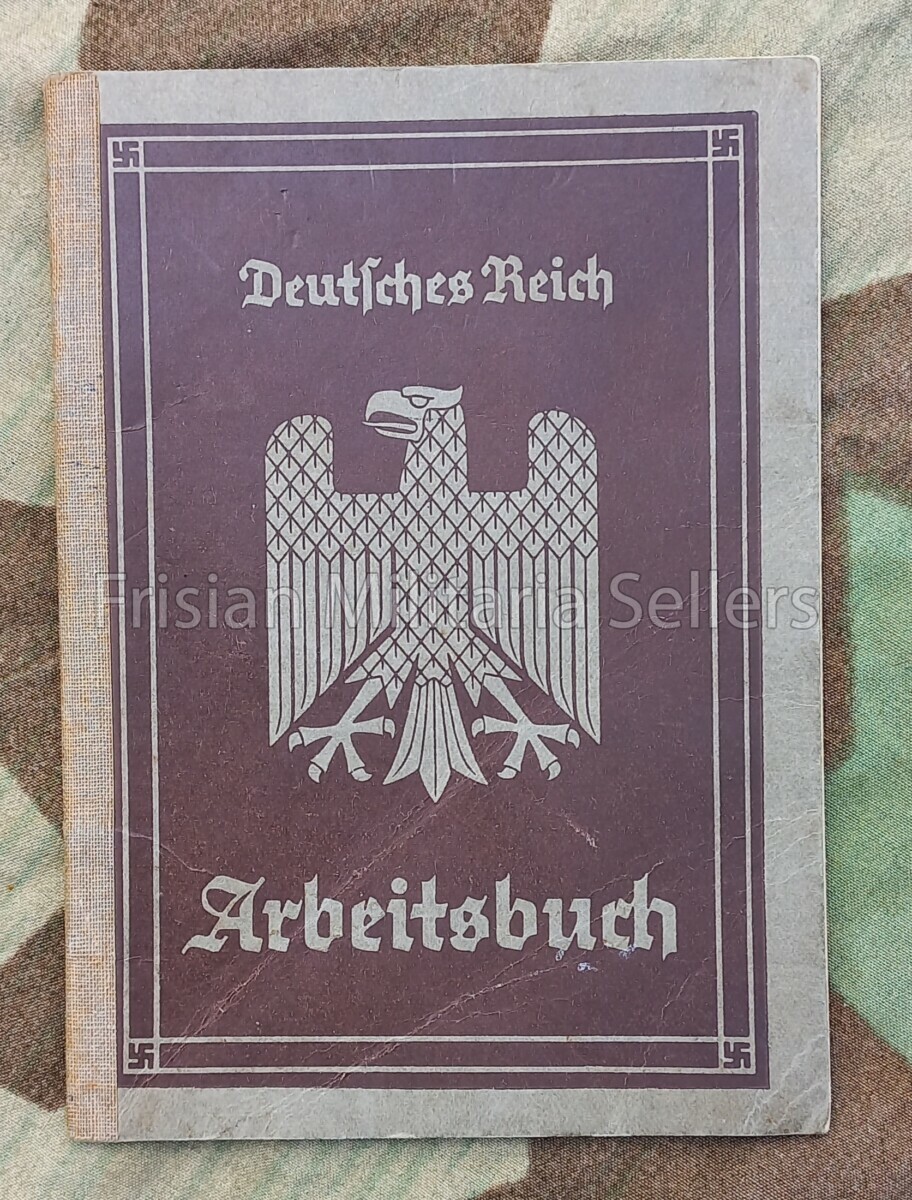 Deutſches Reich
Frisian Militaria Sellers
Arbeitsbuch